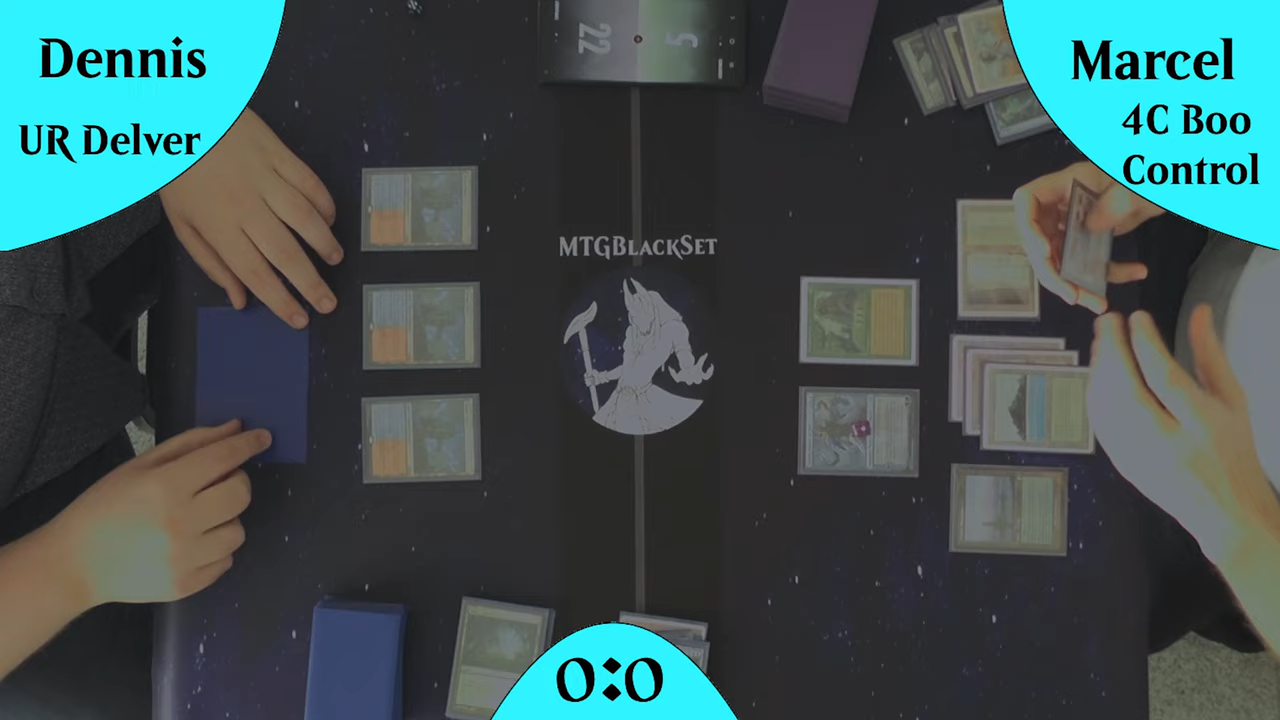 Dennis
UR Delver
22
5
Marcel
4C Boo
Control
MTGBlackSet
0:0